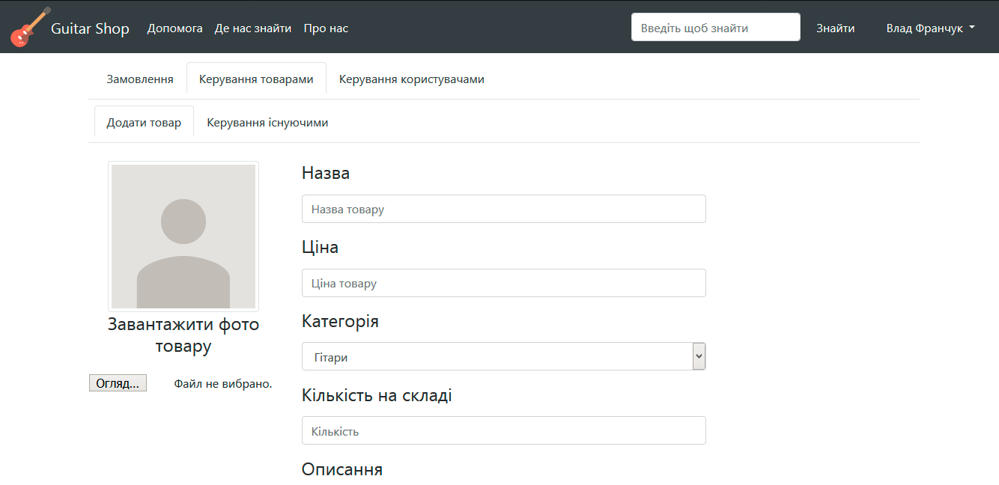 Guitar Shop Допомога Де нас знайти Про нас Введіть щоб знайти Знайти Влад Франчук
Замовлення Керування товарами Керування користувачами
Додати товар Керування існуючими
Завантажити фото
товару
Огляд... Файл не вибрано.
Назва
Назва товару
Ціна
Ціна товару
Категорія
Гітари
Кількість на складі
Кількість
Описання